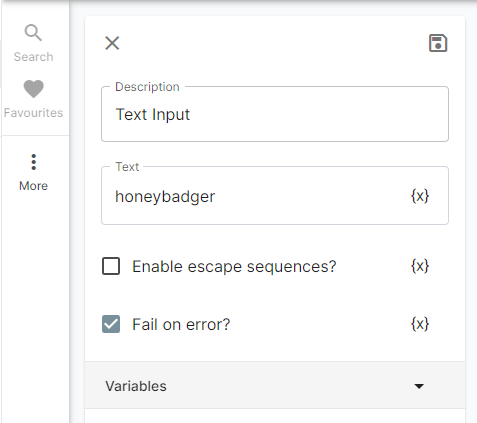 Search
Favourites
More
Description
Text Input
Text
honeybadger {x}
Enable escape sequences? {x}
Fail on error? {x}
Variables